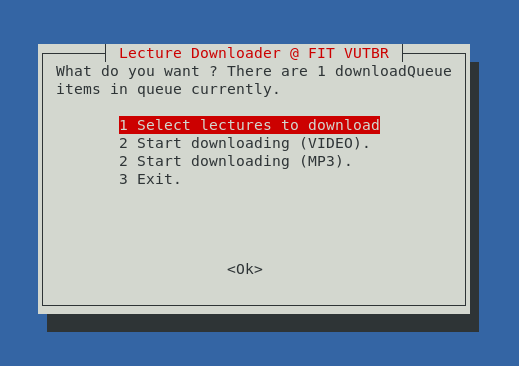 Lecture Downloader @ FIT VUTBR
What do you want ? There are 1 downloadQueue
items in queue currently.
1 Select lectures to download
2 Start downloading (VIDEO).
2 Start downloading (MP3).
3 Exit.
<Ok>